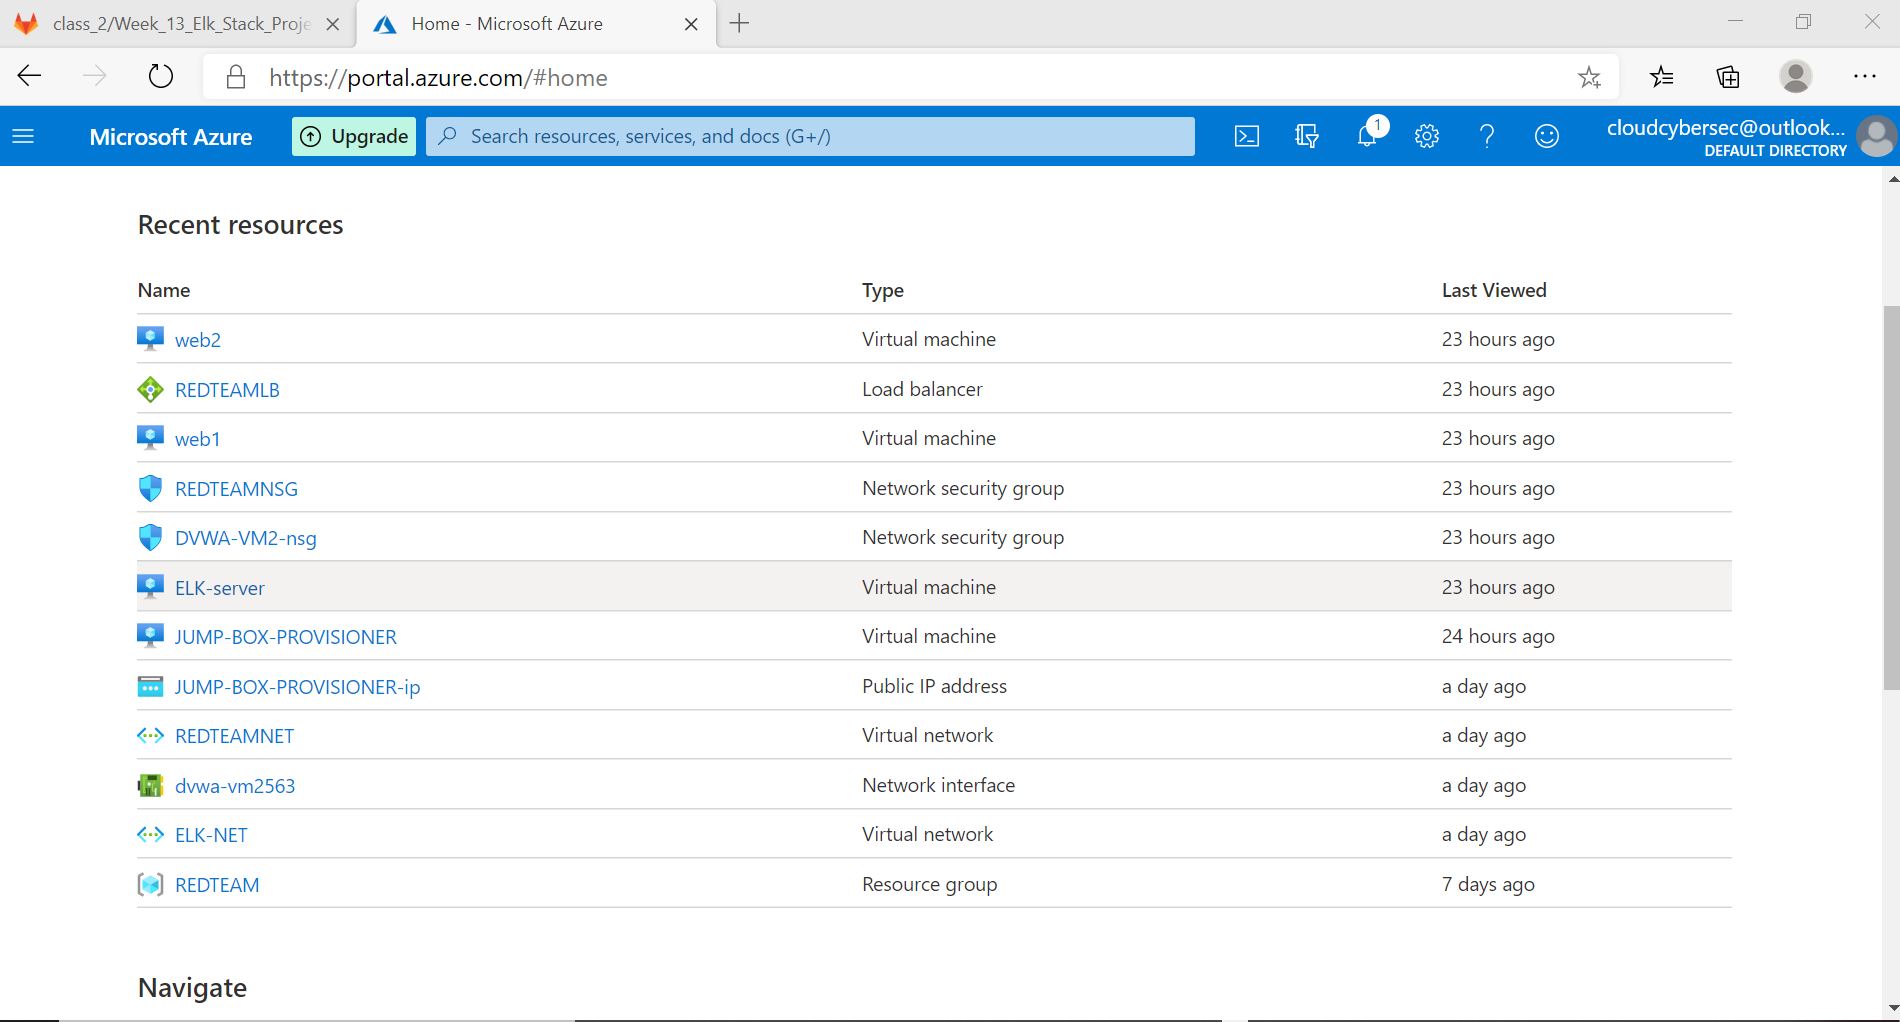 class_2/Week_13_Elk_Stack_Proje
Home - Microsoft Azure
https://portal.azure.com/#home
Microsoft Azure
Upgrade
Search resources, services, and docs (G+/)
1
cloudcybersec@outlook...
DEFAULT DIRECTORY
Recent resources
Name Type Last Viewed
web2 Virtual machine 23 hours ago
REDTEAMLB Load balancer 23 hours ago
web1 Virtual machine 23 hours ago
REDTEAMNSG Network security group 23 hours ago
DVWA-VM2-nsg Network security group 23 hours ago
ELK-server Virtual machine 23 hours ago
JUMP-BOX-PROVISIONER Virtual machine 24 hours ago
JUMP-BOX-PROVISIONER-ip Public IP address a day ago
REDTEAMNET Virtual network a day ago
dvwa-vm2563 Network interface a day ago
ELK-NET Virtual network a day ago
REDTEAM Resource group 7 days ago
Navigate